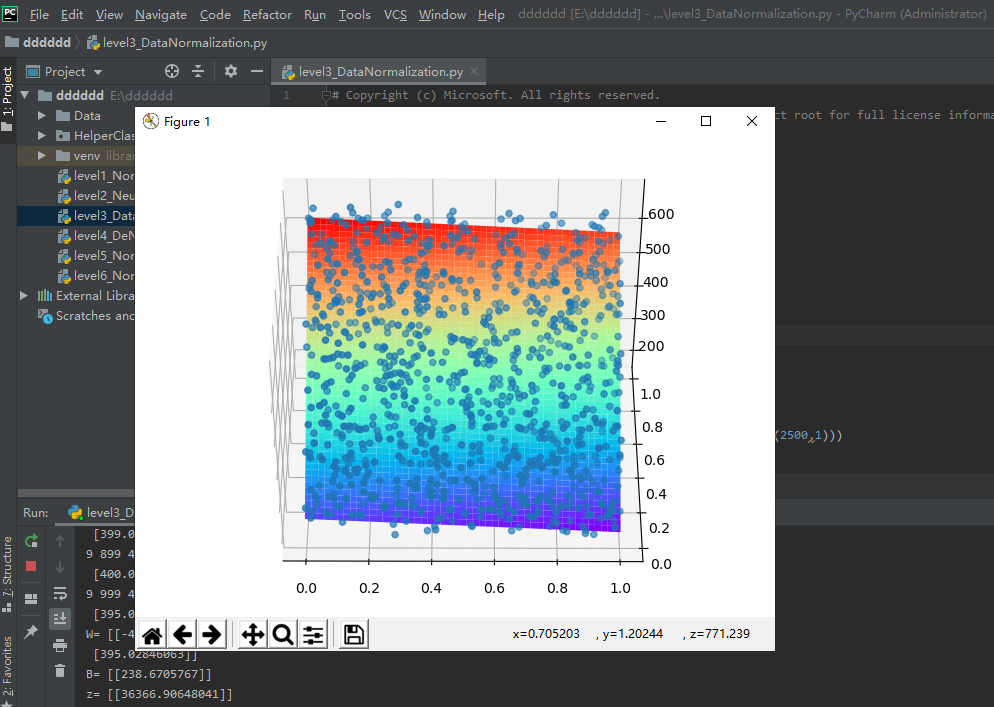 PC File Edit View Navigate Code Refactor Run Tools VCS Window Help dddddd [E:\dddddd] - ...\level3_DataNormalization.py - PyCharm (Administrator)
dddddd level3_DataNormalization.py
1: Project
Project level3_DataNormalization.py
dddddd E:\dddddd
1 # Copyright (c) Microsoft. All rights reserved.
Data
ct root for full license informa
HelperClas
venv libra
level1_Nor
level2_Neu
level3_Data
level4_DeN
level5_Nor
level6_Nor
External Libra
Scratches and
Figure 1
600
500
400
300
200
1.0
0.8
0.6
0.4
0.2
0.0
0.0 0.2 0.4 0.6 0.8 1.0
x=0.705203 , y=1.20244 , z=771.239
(2500,1)))
Run: level3_D
7: Structure
2: Favorites
[399.0
9 899 4
[400.0
9 999 4
[395.0
W= [[-4
[395.02846063]]
B= [[238.6705767]]
z= [[36366.90648041]]